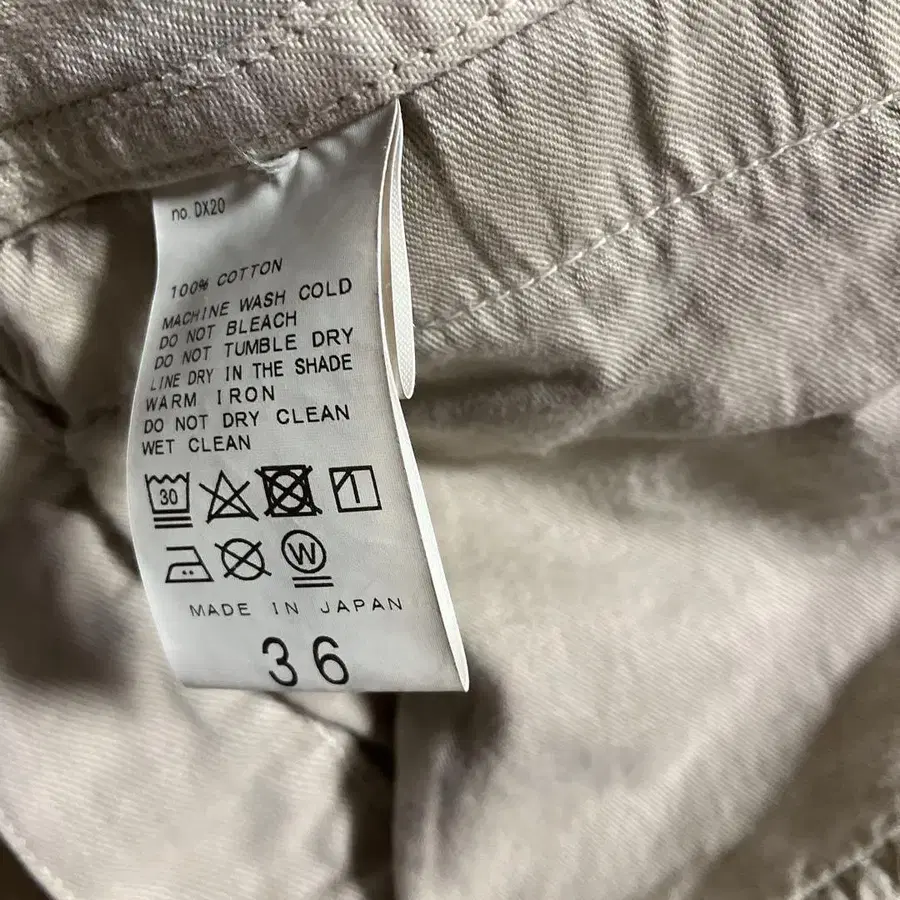 no. DX20
100% COTTON
MACHINE WASH COLD
DO NOT BLEACH
DO NOT TUMBLE DRY
LINE DRY IN THE SHADE
WARM IRON
DO NOT DRY CLEAN
WET CLEAN
30
W
MADE IN JAPAN
36